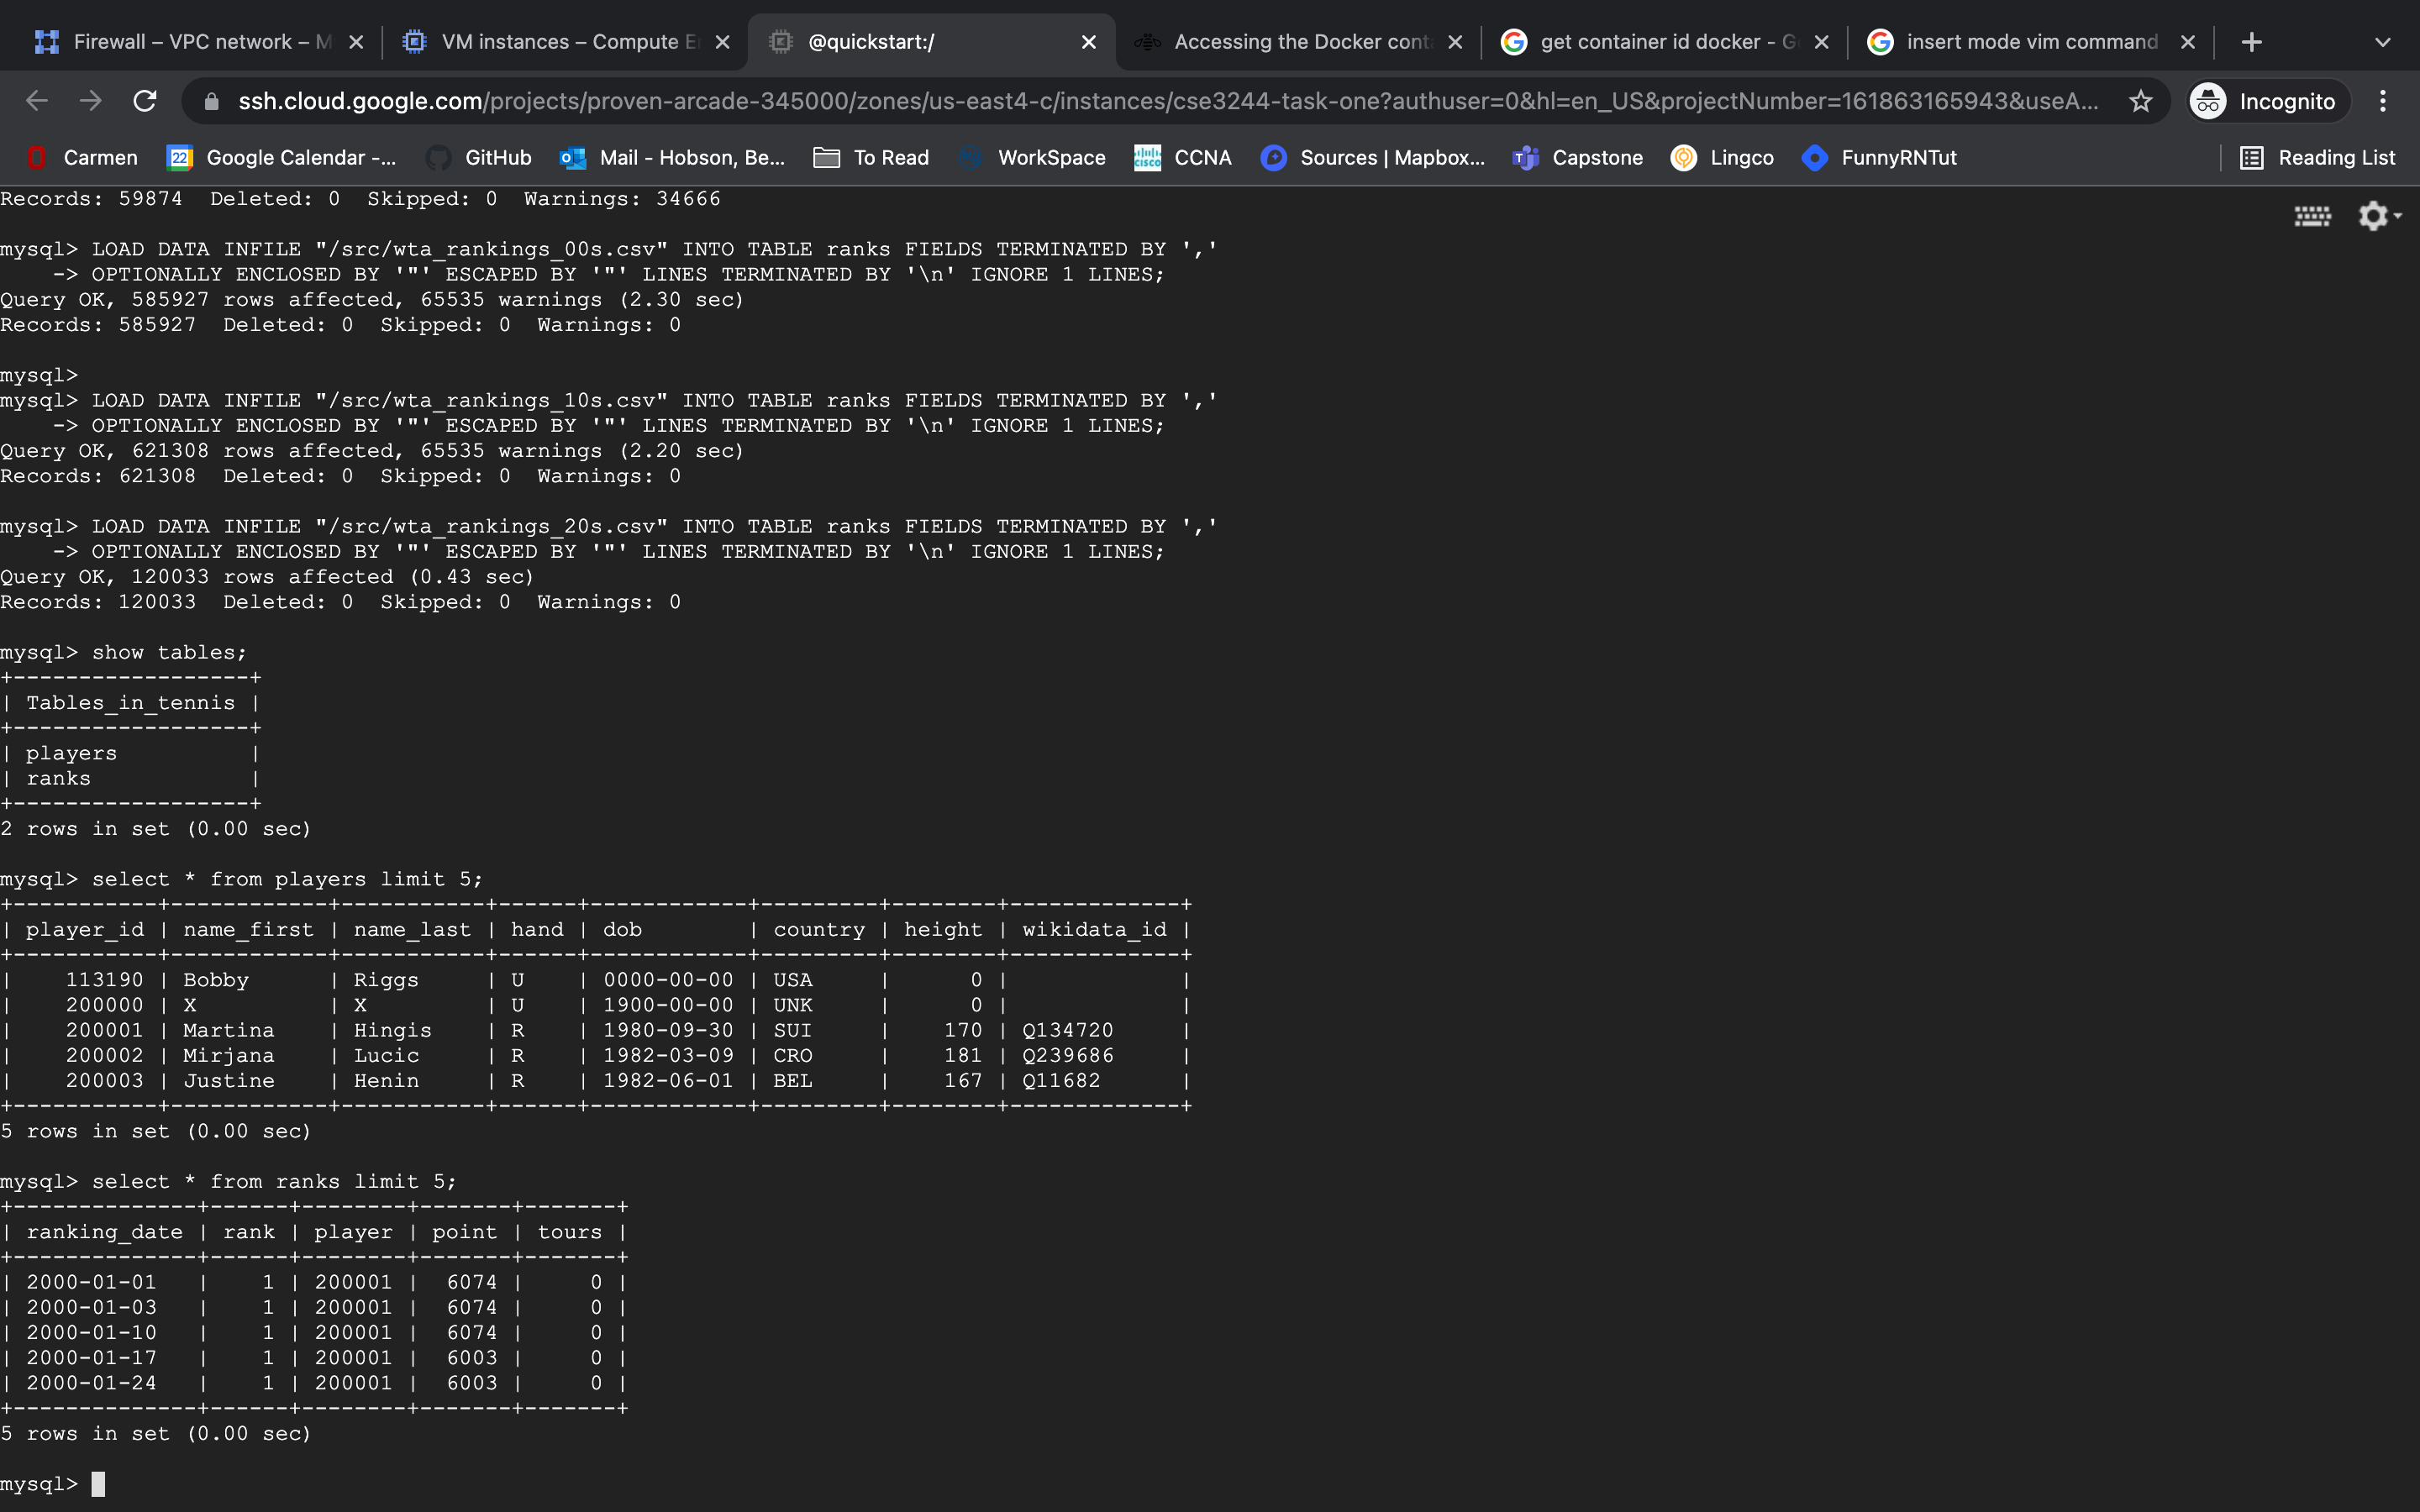 Firewall – VPC network – M
VM instances – Compute E
@quickstart:/
Accessing the Docker cont
get container id docker - G
insert mode vim command
ssh.cloud.google.com/projects/proven-arcade-345000/zones/us-east4-c/instances/cse3244-task-one?authuser=0&hl=en_US&projectNumber=161863165943&useA...
Incognito
Carmen
22
Google Calendar -...
GitHub
Mail - Hobson, Be...
To Read
WorkSpace
CCNA
Sources | Mapbox...
Capstone
Lingco
FunnyRNTut
Reading List
Records: 59874  Deleted: 0  Skipped: 0  Warnings: 34666
mysql> LOAD DATA INFILE "/src/wta_rankings_00s.csv" INTO TABLE ranks FIELDS TERMINATED BY ','
    -> OPTIONALLY ENCLOSED BY '"' ESCAPED BY '"' LINES TERMINATED BY '\n' IGNORE 1 LINES;
Query OK, 585927 rows affected, 65535 warnings (2.30 sec)
Records: 585927  Deleted: 0  Skipped: 0  Warnings: 0
mysql>
mysql> LOAD DATA INFILE "/src/wta_rankings_10s.csv" INTO TABLE ranks FIELDS TERMINATED BY ','
    -> OPTIONALLY ENCLOSED BY '"' ESCAPED BY '"' LINES TERMINATED BY '\n' IGNORE 1 LINES;
Query OK, 621308 rows affected, 65535 warnings (2.20 sec)
Records: 621308  Deleted: 0  Skipped: 0  Warnings: 0
mysql> LOAD DATA INFILE "/src/wta_rankings_20s.csv" INTO TABLE ranks FIELDS TERMINATED BY ','
    -> OPTIONALLY ENCLOSED BY '"' ESCAPED BY '"' LINES TERMINATED BY '\n' IGNORE 1 LINES;
Query OK, 120033 rows affected (0.43 sec)
Records: 120033  Deleted: 0  Skipped: 0  Warnings: 0
mysql> show tables;
+------------------+
| Tables_in_tennis |
+------------------+
| players          |
| ranks            |
+------------------+
2 rows in set (0.00 sec)
mysql> select * from players limit 5;
+-----------+------------+-----------+------+------------+---------+--------+-------------+
| player_id | name_first | name_last | hand | dob        | country | height | wikidata_id |
+-----------+------------+-----------+------+------------+---------+--------+-------------+
|    113190 | Bobby      | Riggs     | U    | 0000-00-00 | USA     |      0 |             |
|    200000 | X          | X         | U    | 1900-00-00 | UNK     |      0 |             |
|    200001 | Martina    | Hingis    | R    | 1980-09-30 | SUI     |    170 | Q134720     |
|    200002 | Mirjana    | Lucic     | R    | 1982-03-09 | CRO     |    181 | Q239686     |
|    200003 | Justine    | Henin     | R    | 1982-06-01 | BEL     |    167 | Q11682      |
+-----------+------------+-----------+------+------------+---------+--------+-------------+
5 rows in set (0.00 sec)
mysql> select * from ranks limit 5;
+--------------+------+--------+-------+-------+
| ranking_date | rank | player | point | tours |
+--------------+------+--------+-------+-------+
| 2000-01-01   |    1 | 200001 |  6074 |     0 |
| 2000-01-03   |    1 | 200001 |  6074 |     0 |
| 2000-01-10   |    1 | 200001 |  6074 |     0 |
| 2000-01-17   |    1 | 200001 |  6003 |     0 |
| 2000-01-24   |    1 | 200001 |  6003 |     0 |
+--------------+------+--------+-------+-------+
5 rows in set (0.00 sec)
mysql>